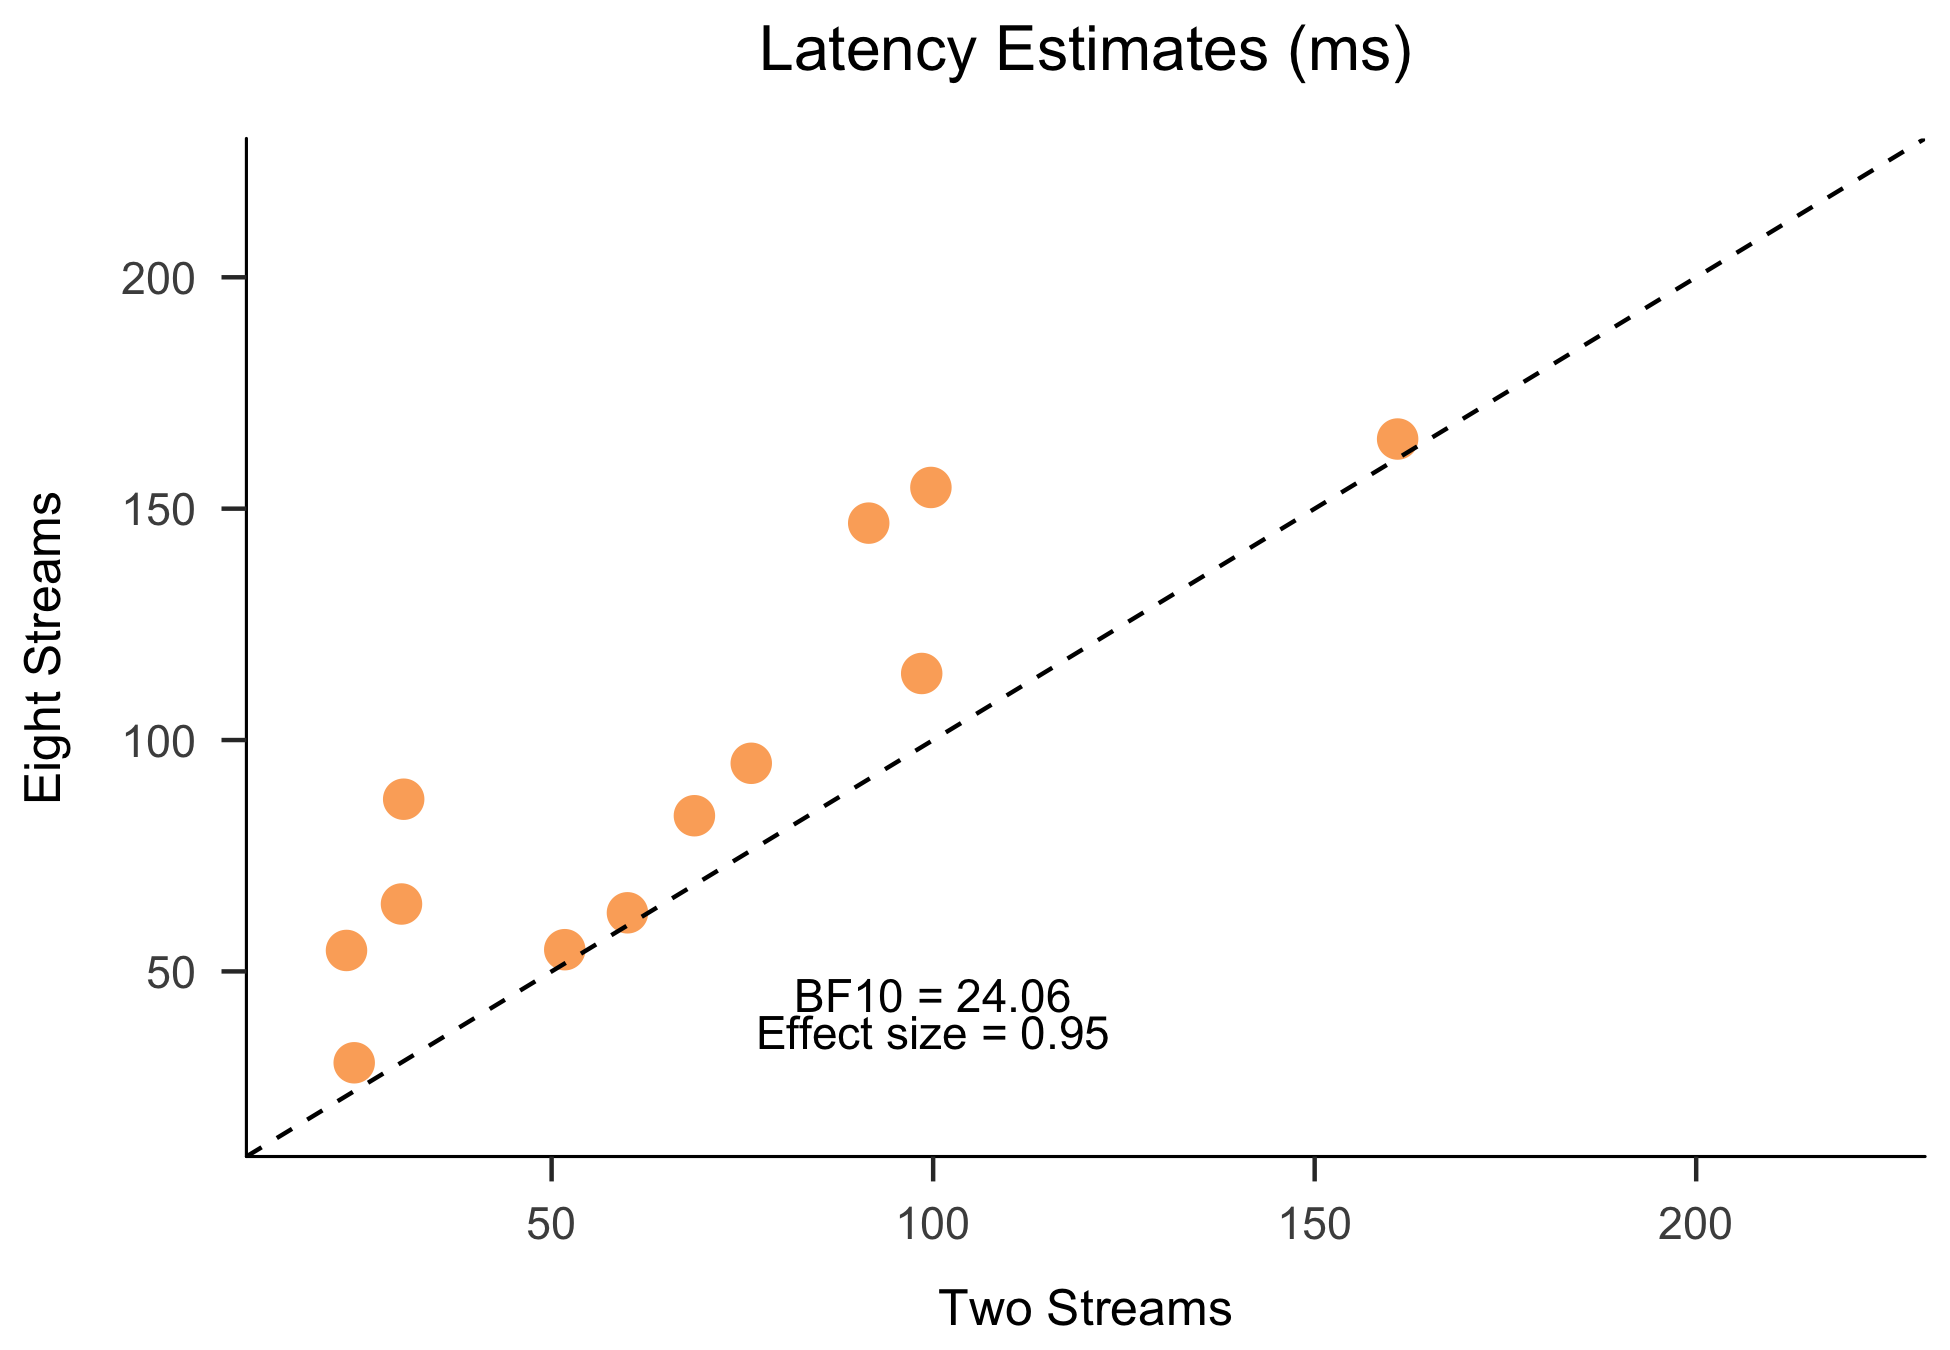 Latency Estimates (ms)
200
150
100
50
Eight Streams
BF10 = 24.06
Effect size = 0.95
50
100
150
200
Two Streams